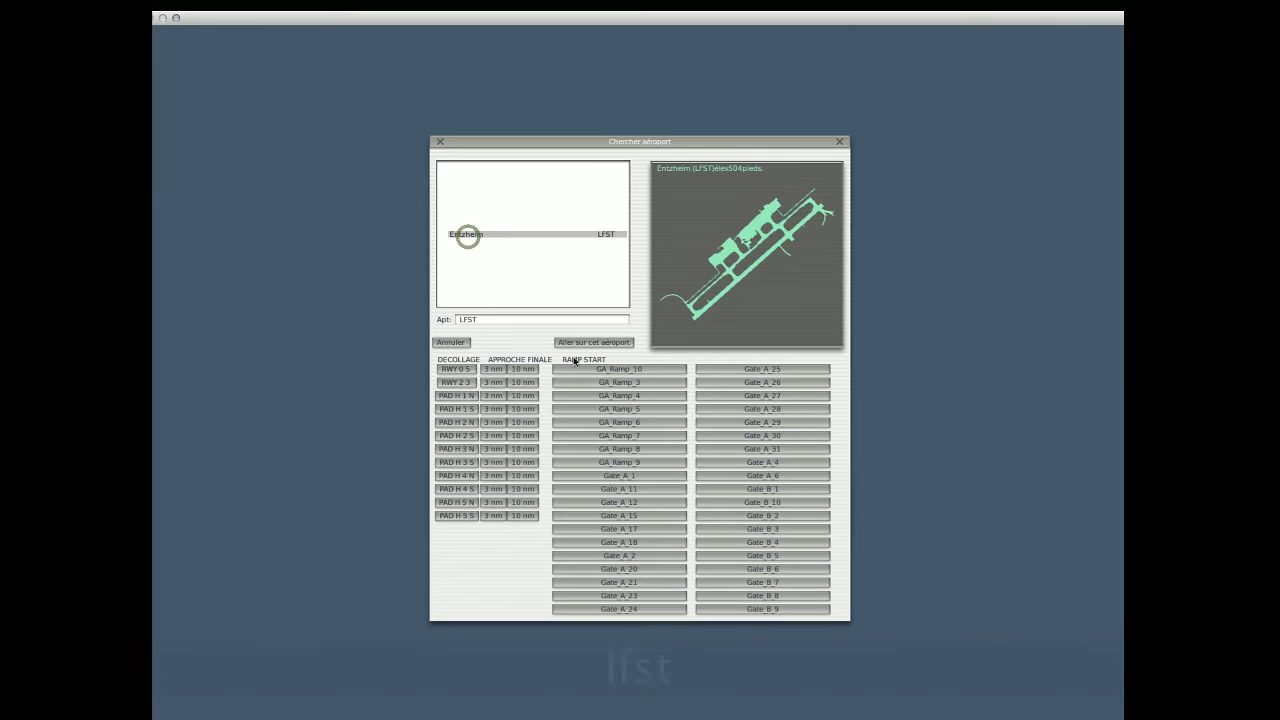 Chercher aéroport
Entzheim LFST
Entzheim (LFST)élev504pieds.
Apt: LFST
Annuler Aller sur cet aéroport
DECOLLAGE APPROCHE FINALE RAMP START
RWY 0 5 3 nm 10 nm GA_Ramp_10 Gate_A_25
RWY 2 3 3 nm 10 nm GA_Ramp_3 Gate_A_26
PAD H 1 N 3 nm 10 nm GA_Ramp_4 Gate_A_27
PAD H 1 S 3 nm 10 nm GA_Ramp_5 Gate_A_28
PAD H 2 N 3 nm 10 nm GA_Ramp_6 Gate_A_29
PAD H 2 S 3 nm 10 nm GA_Ramp_7 Gate_A_30
PAD H 3 N 3 nm 10 nm GA_Ramp_8 Gate_A_31
PAD H 3 S 3 nm 10 nm GA_Ramp_9 Gate_A_4
PAD H 4 N 3 nm 10 nm Gate_A_1 Gate_A_6
PAD H 4 S 3 nm 10 nm Gate_A_11 Gate_B_1
PAD H 5 N 3 nm 10 nm Gate_A_12 Gate_B_10
PAD H 5 S 3 nm 10 nm Gate_A_15 Gate_B_2
Gate_A_17 Gate_B_3
Gate_A_18 Gate_B_4
Gate_A_2 Gate_B_5
Gate_A_20 Gate_B_6
Gate_A_21 Gate_B_7
Gate_A_23 Gate_B_8
Gate_A_24 Gate_B_9
lfst